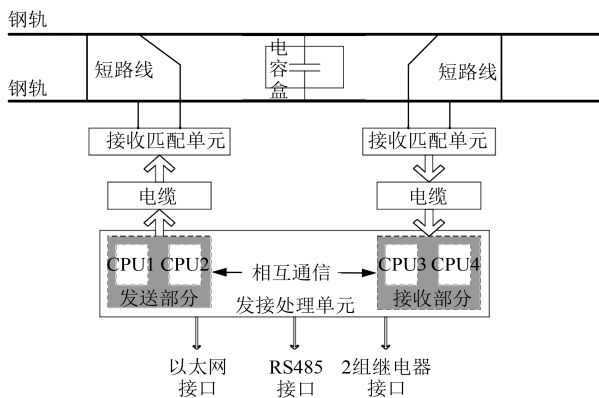 钢轨
电容盒
短路线
短路线
钢轨
接收匹配单元
接收匹配单元
电缆
电缆
CPU1
CPU2
相互通信
CPU3
CPU4
发送部分
发接处理单元
接收部分
以太网
接口
RS485
接口
2组继电器
接口